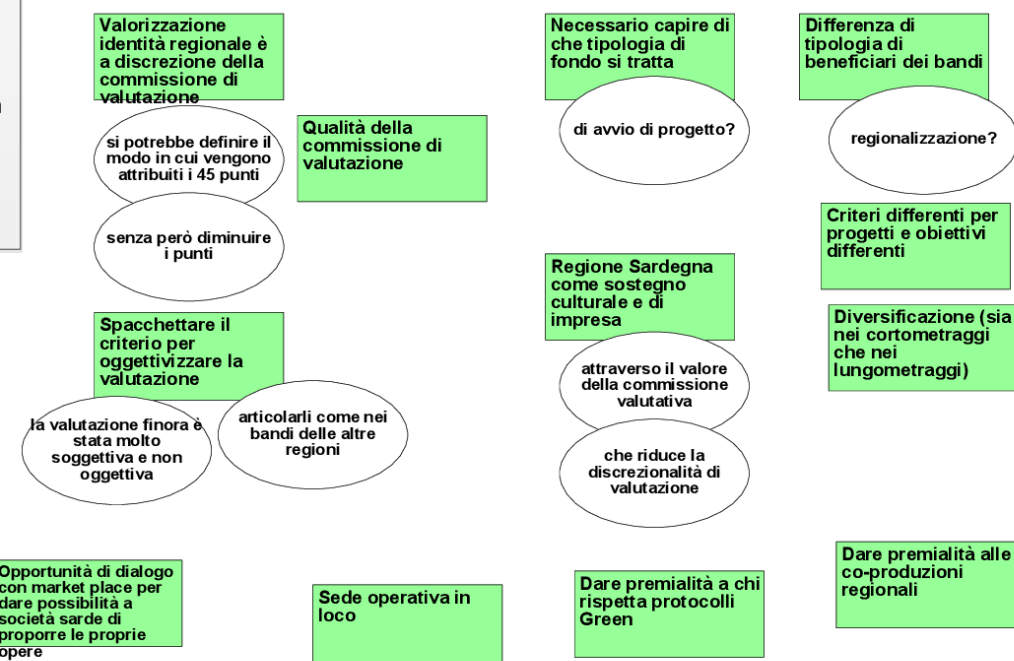 Valorizzazione
identità regionale è
a discrezione della
commissione di
valutazione
si potrebbe definire il
modo in cui vengono
attribuiti i 45 punti
senza però diminuire
i punti
Qualità della
commissione di
valutazione
Spacchettare il
criterio per
oggettivizzare la
valutazione
la valutazione finora è
stata molto
soggettiva e non
oggettiva
articolarli come nei
bandi delle altre
regioni
Necessario capire di
che tipologia di
fondo si tratta
di avvio di progetto?
Regione Sardegna
come sostegno
culturale e di
impresa
attraverso il valore
della commissione
valutativa
che riduce la
discrezionalità di
valutazione
Differenza di
tipologia di
beneficiari dei bandi
regionalizzazione?
Criteri differenti per
progetti e obiettivi
differenti
Diversificazione (sia
nei cortometraggi
che nei
lungometraggi)
Opportunità di dialogo
con market place per
dare possibilità a
società sarde di
proporre le proprie
opere
Sede operativa in
loco
Dare premialità a chi
rispetta protocolli
Green
Dare premialità alle
co-produzioni
regionali